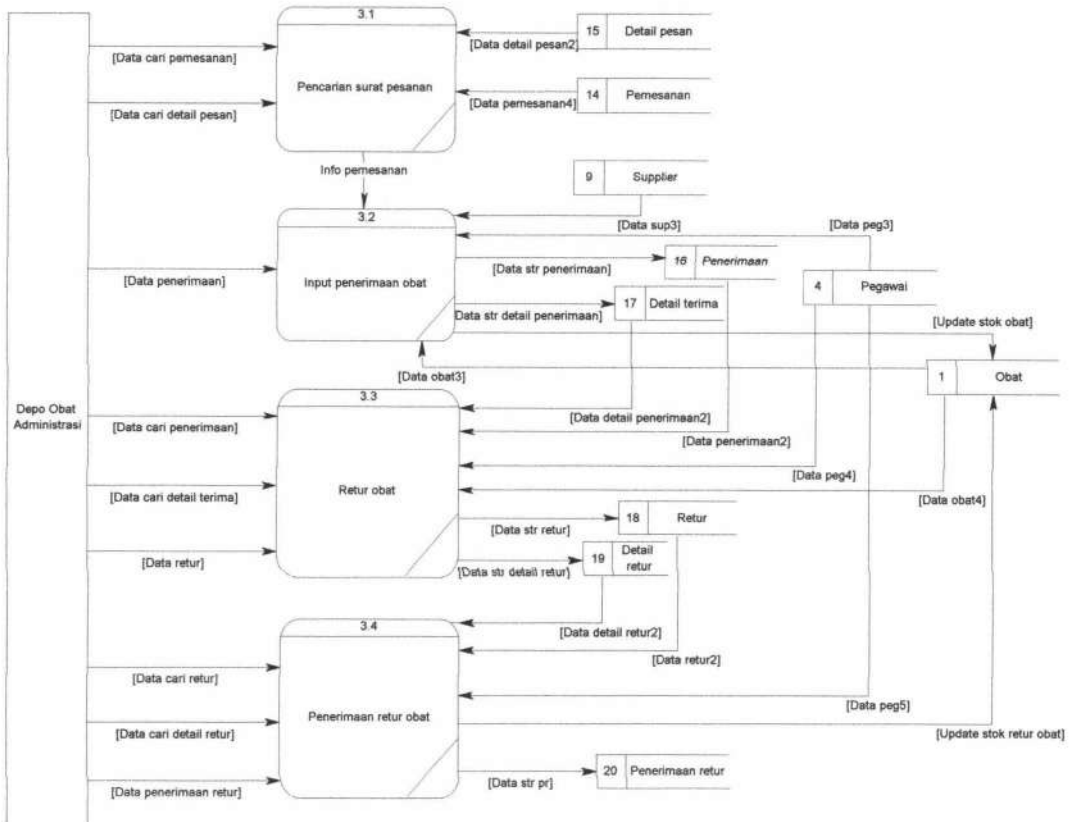 3.1
15 Detail pesan
[Data detail pesan2]
[Data cari pemesanan]
Pencarian surat pesanan
14 Pemesanan
[Data pemesanan4]
[Data cari detail pesan]
Info pemesanan
9 Supplier
3.2
[Data sup3]
[Data peg3]
16 Penerimaan
[Data str penerimaan]
[Data penerimaan]
Input penerimaan obat
4 Pegawai
17 Detail terima
Data str detail penerimaan]
[Update stok obat]
[Data obat3]
1 Obat
3.3
Depo Obat
Administrasi
[Data cari penerimaan]
[Data detail penerimaan2]
[Data penerimaan2]
[Data peg4]
Retur obat
[Data cari detail terima]
[Data obat4]
18 Retur
[Data str retur]
[Data retur]
19 Detail
retur
[Data str detail retur]
3.4
[Data detail retur2]
[Data retur2]
[Data cari retur]
[Data peg5]
Penerimaan retur obat
[Data cari detail retur]
[Update stok retur obat]
20 Penerimaan retur
[Data str pr]
[Data penerimaan retur]